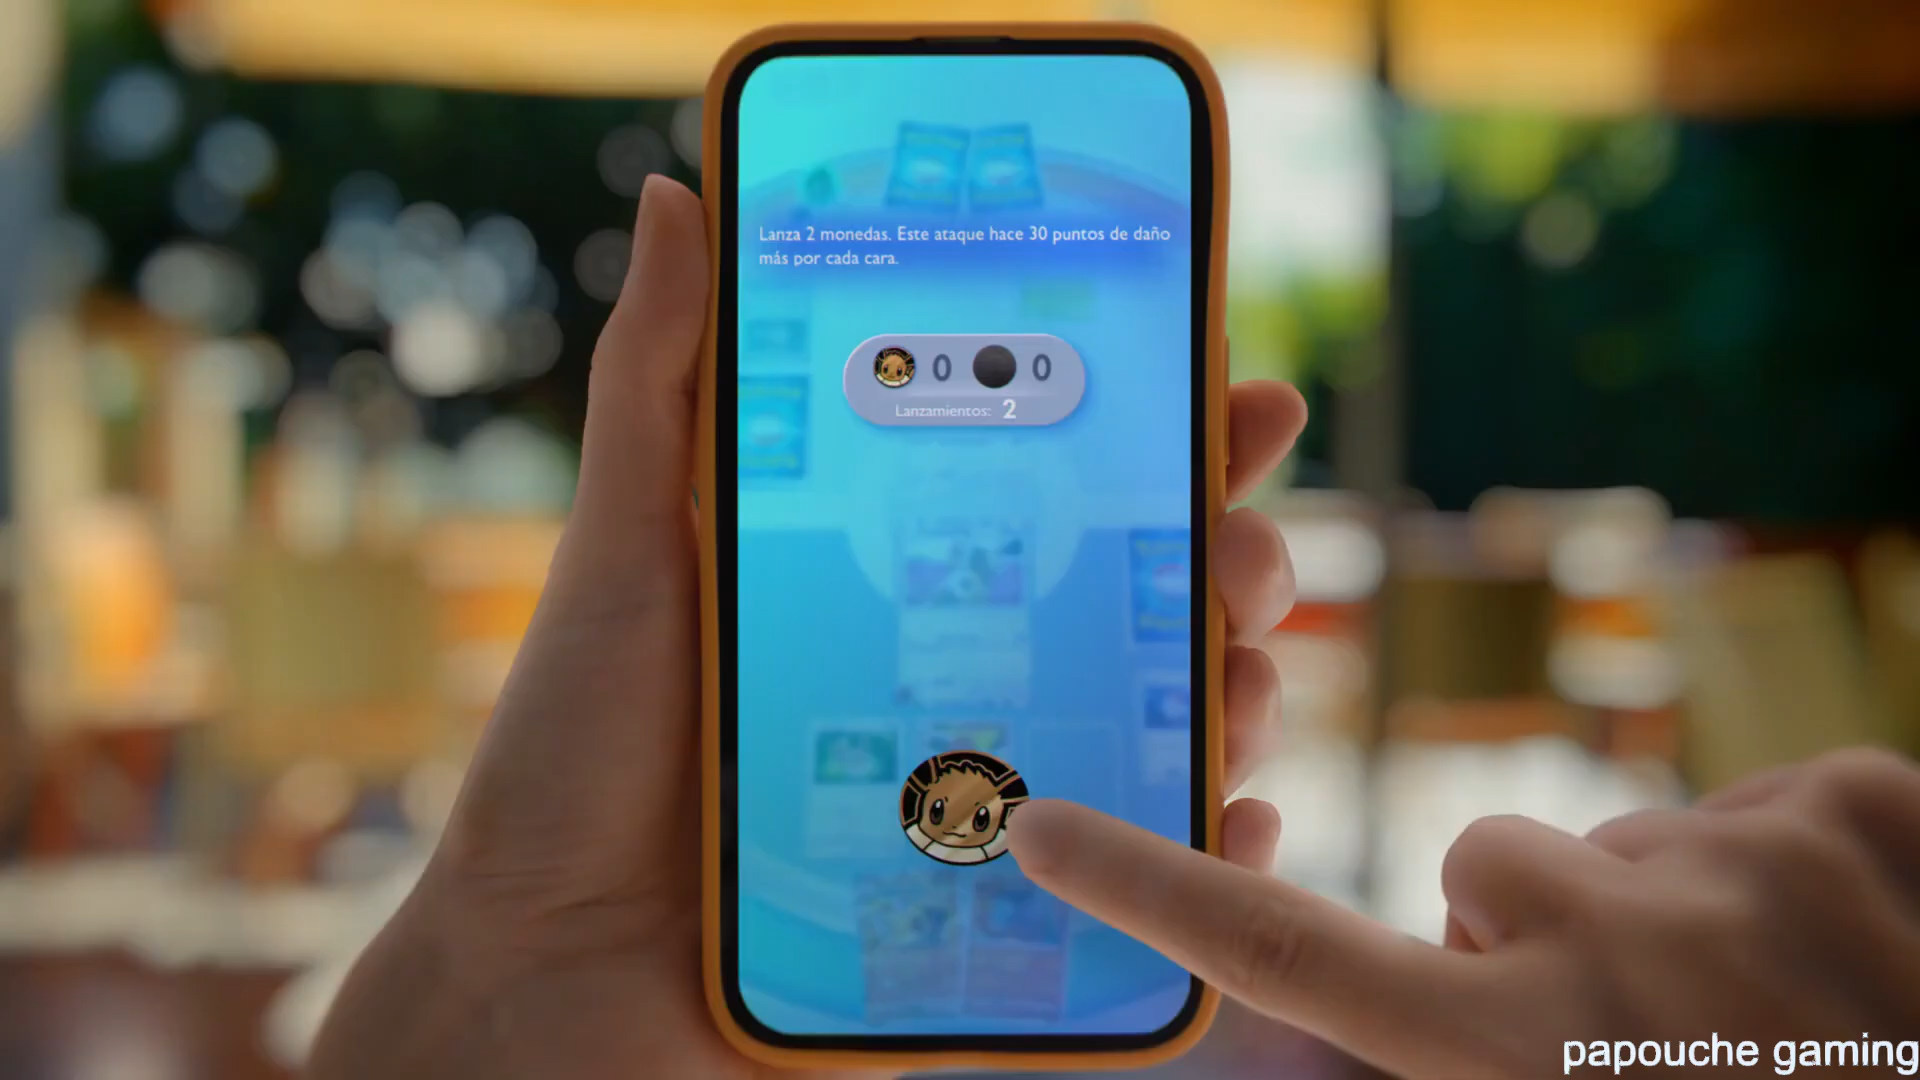 Lanza 2 monedas. Este ataque hace 30 puntos de daño
más por cada cara.
0 0
Lanzamientos: 2
papouche gaming